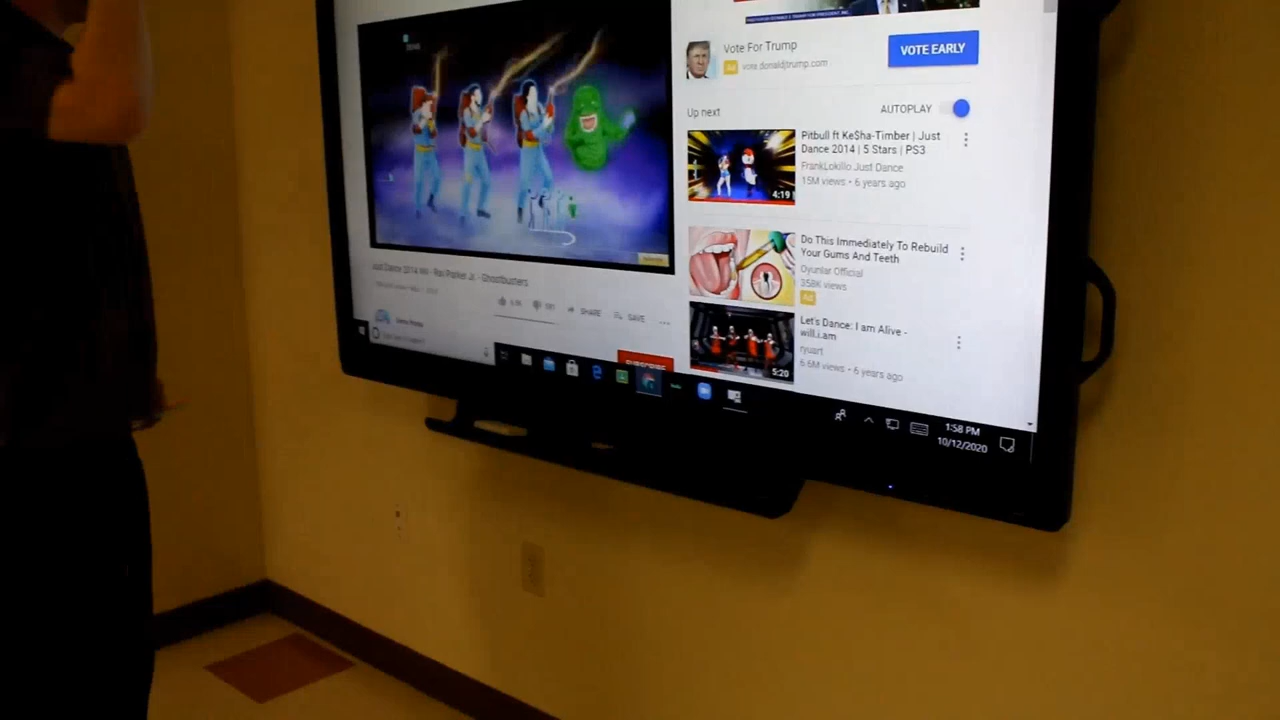 Vote For Trump
Ad vote.donaldjtrump.com
VOTE EARLY
Up next
AUTOPLAY
Pitbull ft Ke$ha-Timber | Just
Dance 2014 | 5 Stars | PS3
FrankLokillo Just Dance
15M views • 6 years ago
4:19
Do This Immediately To Rebuild
Your Gums And Teeth
Oyunlar Official
358K views
Ad
Let's Dance: I am Alive -
will.i.am
ryuart
6.6M views • 6 years ago
5:20
Just Dance 2014 Wii - Ray Parker Jr. - Ghostbusters
SHARE
SAVE
SUBSCRIBE
1:58 PM
10/12/2020